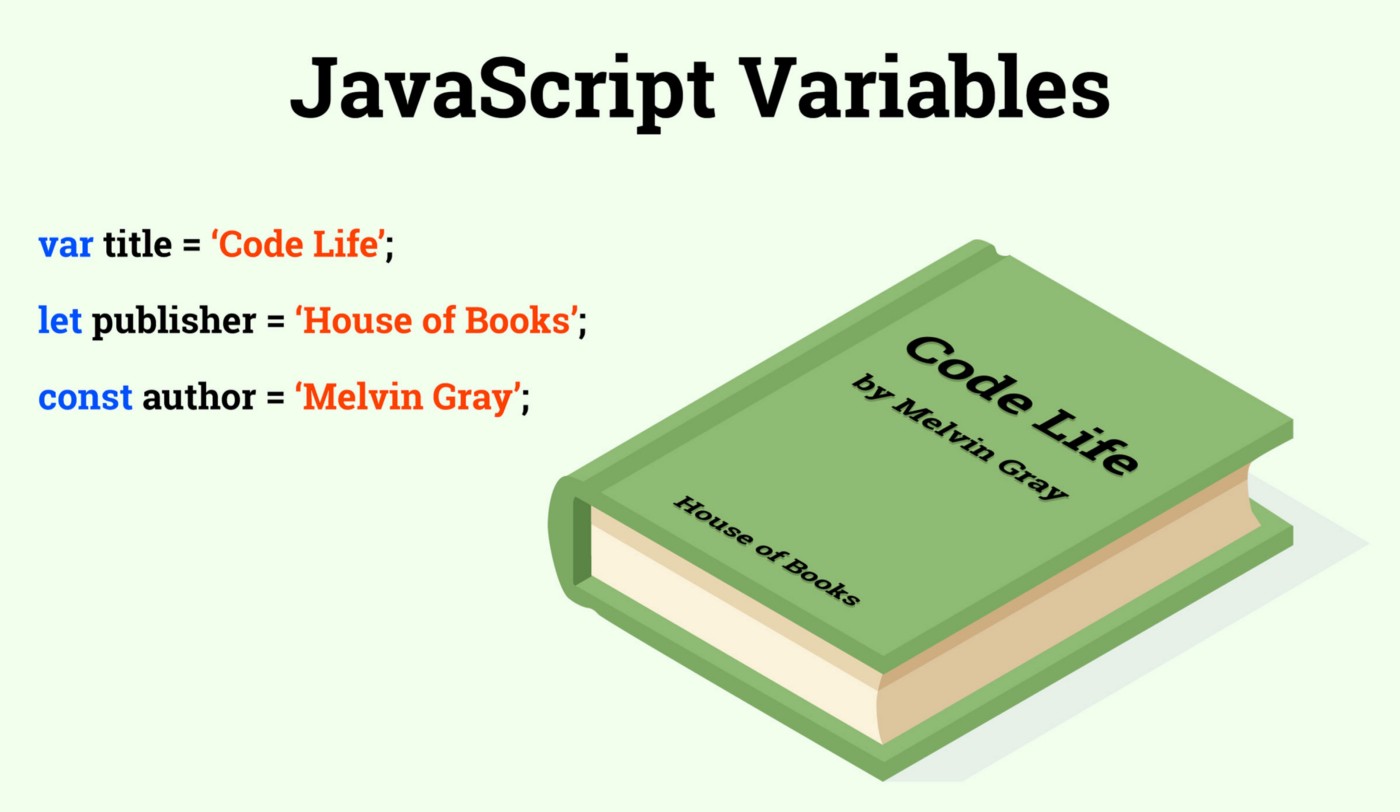 JavaScript Variables
var title = ‘Code Life’;
let publisher = ‘House of Books’;
const author = ‘Melvin Gray’;
Code Life
by Melvin Gray
House of Books